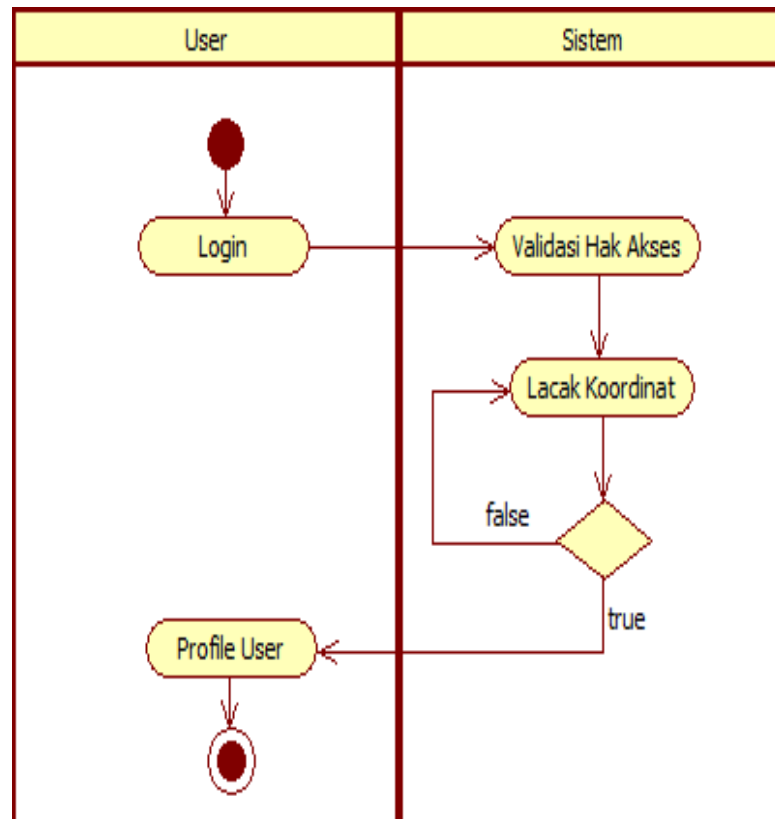 User
Sistem
Login
Validasi Hak Akses
Lacak Koordinat
false
true
Profile User